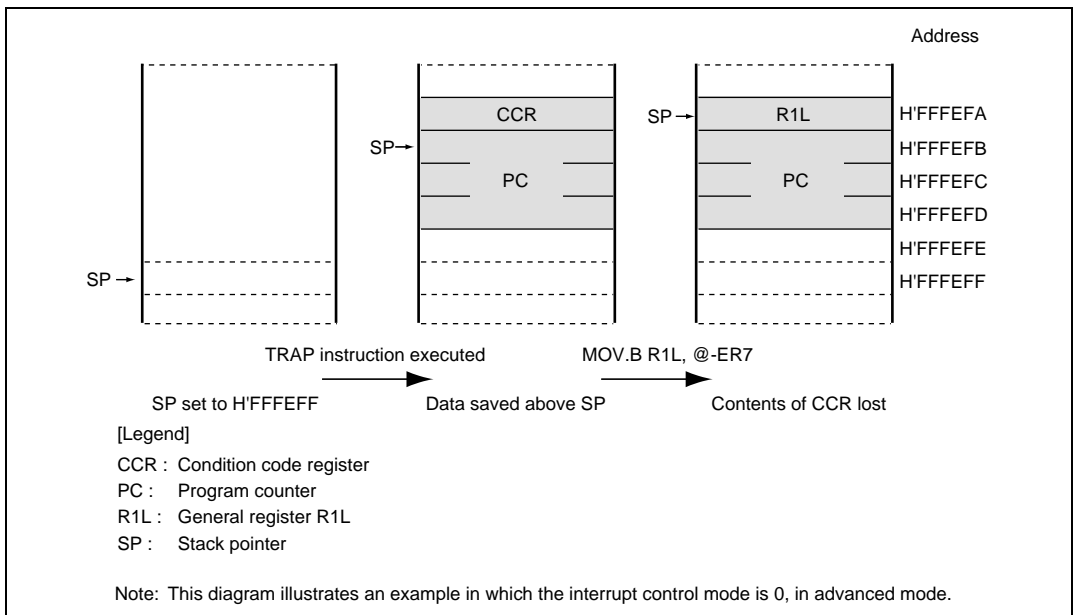 Address
CCR
SP
R1L
H'FFFEFA
SP
H'FFFEFB
PC
PC
H'FFFEFC
H'FFFEFD
H'FFFEFE
SP
H'FFFEFF
TRAP instruction executed
MOV.B R1L, @-ER7
SP set to H'FFFEFF
Data saved above SP
Contents of CCR lost
[Legend]
CCR : Condition code register
PC : Program counter
R1L : General register R1L
SP : Stack pointer
Note: This diagram illustrates an example in which the interrupt control mode is 0, in advanced mode.